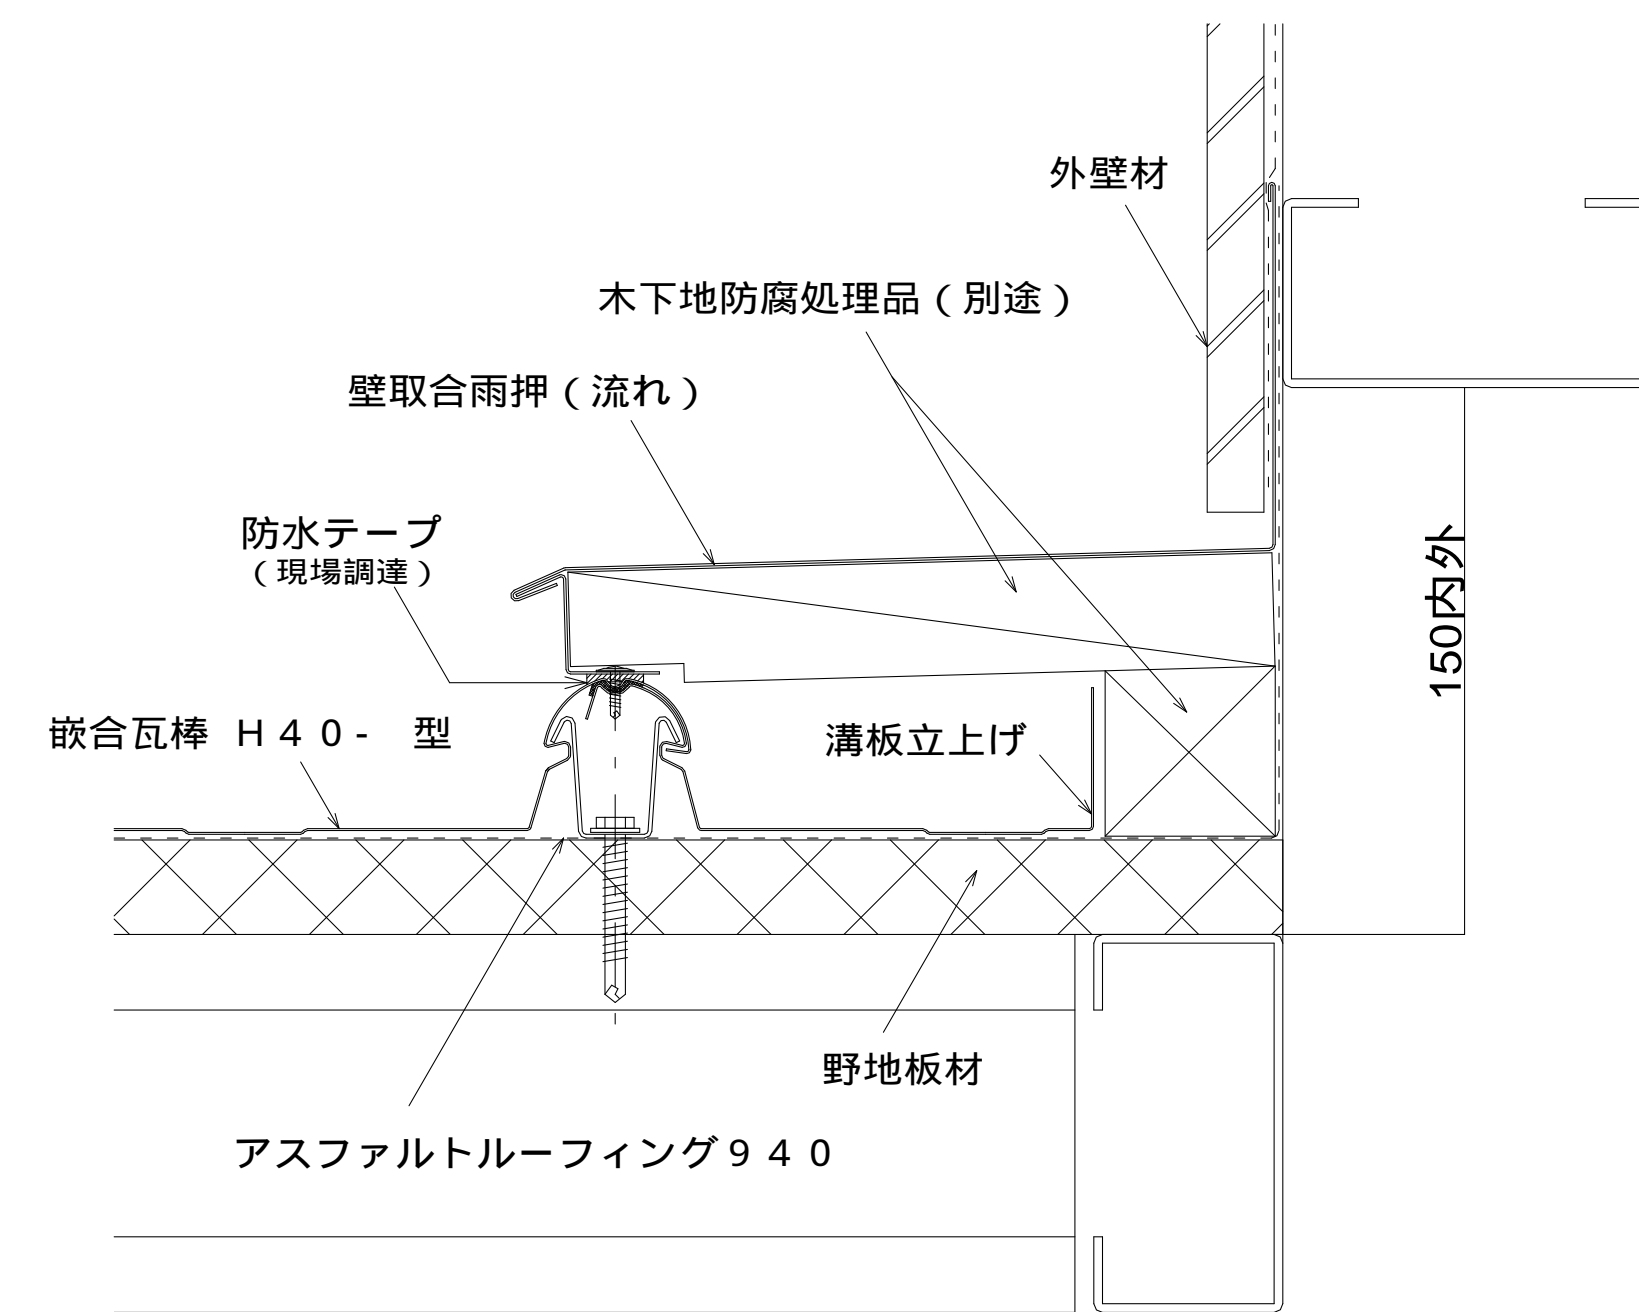 外壁材
木下地防腐処理品（別途）
壁取合雨押（流れ）
防水テープ
（現場調達）
150内外
嵌合瓦棒 Ｈ４０-　型
溝板立上げ
野地板材
アスファルトルーフィング９４０